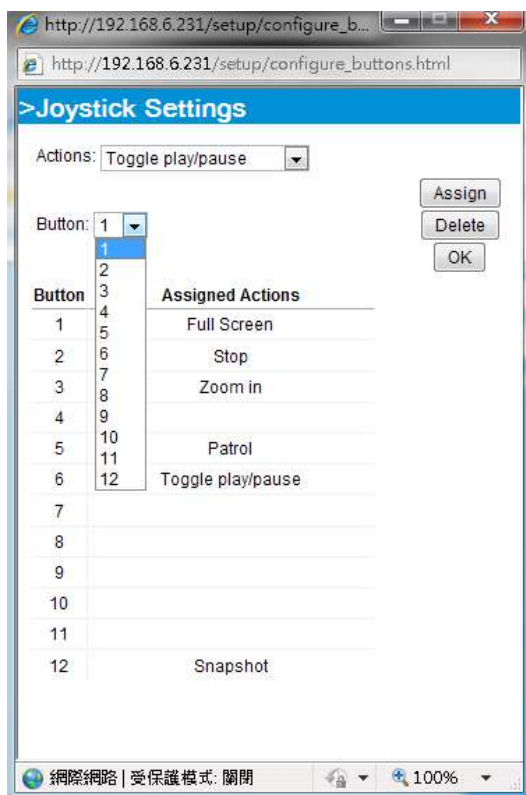 http://192.168.6.231/setup/configure_b...
http://192.168.6.231/setup/configure_buttons.html
>Joystick Settings
Actions: Toggle play/pause
Assign
Button: 1
Delete
OK
1
2
3
4
5
6
7
8
9
10
11
12
Button Assigned Actions
1 Full Screen
2 Stop
3 Zoom in
4
5 Patrol
6 Toggle play/pause
7
8
9
10
11
12 Snapshot
網際網路 | 受保護模式: 關閉 100%